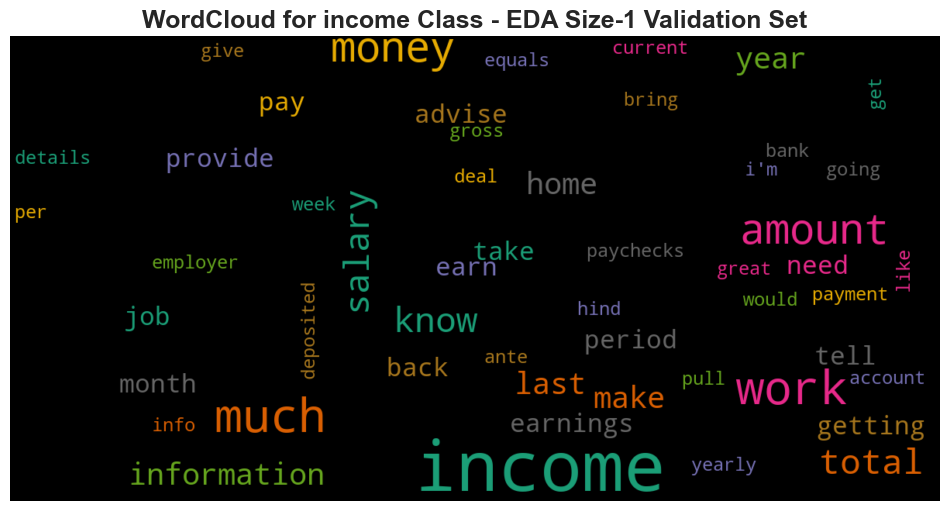 WordCloud for income Class - EDA Size-1 Validation Set
give money equals current year
get
pay advise bring
gross
details provide bank
deal home i'm going
per week salary
amount
take paychecks
employer earn great need like
would payment
job deposited know hind
period
back ante tell
month last make pull work account
much
info earnings getting
information income yearly total